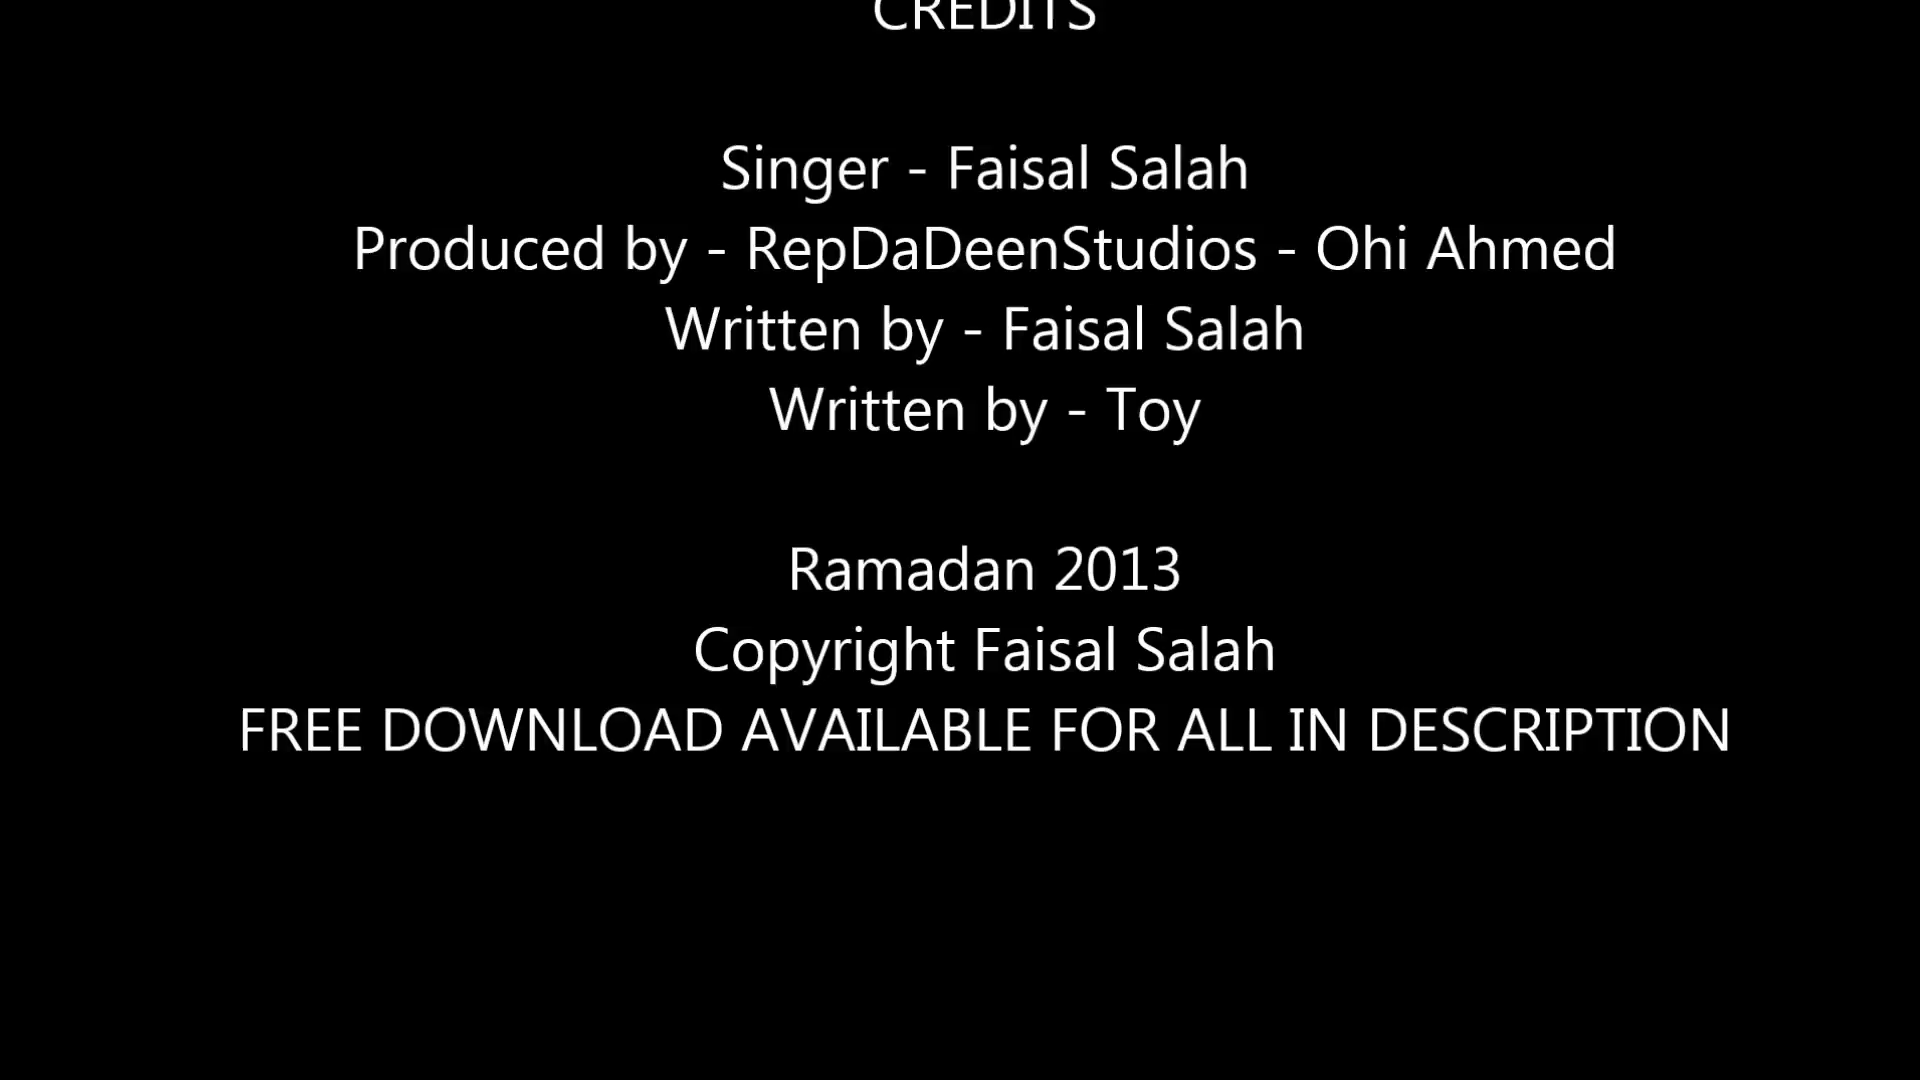 CREDITS
Singer - Faisal Salah
Produced by - RepDaDeenStudios - Ohi Ahmed
Written by - Faisal Salah
Written by - Toy
Ramadan 2013
Copyright Faisal Salah
FREE DOWNLOAD AVAILABLE FOR ALL IN DESCRIPTION